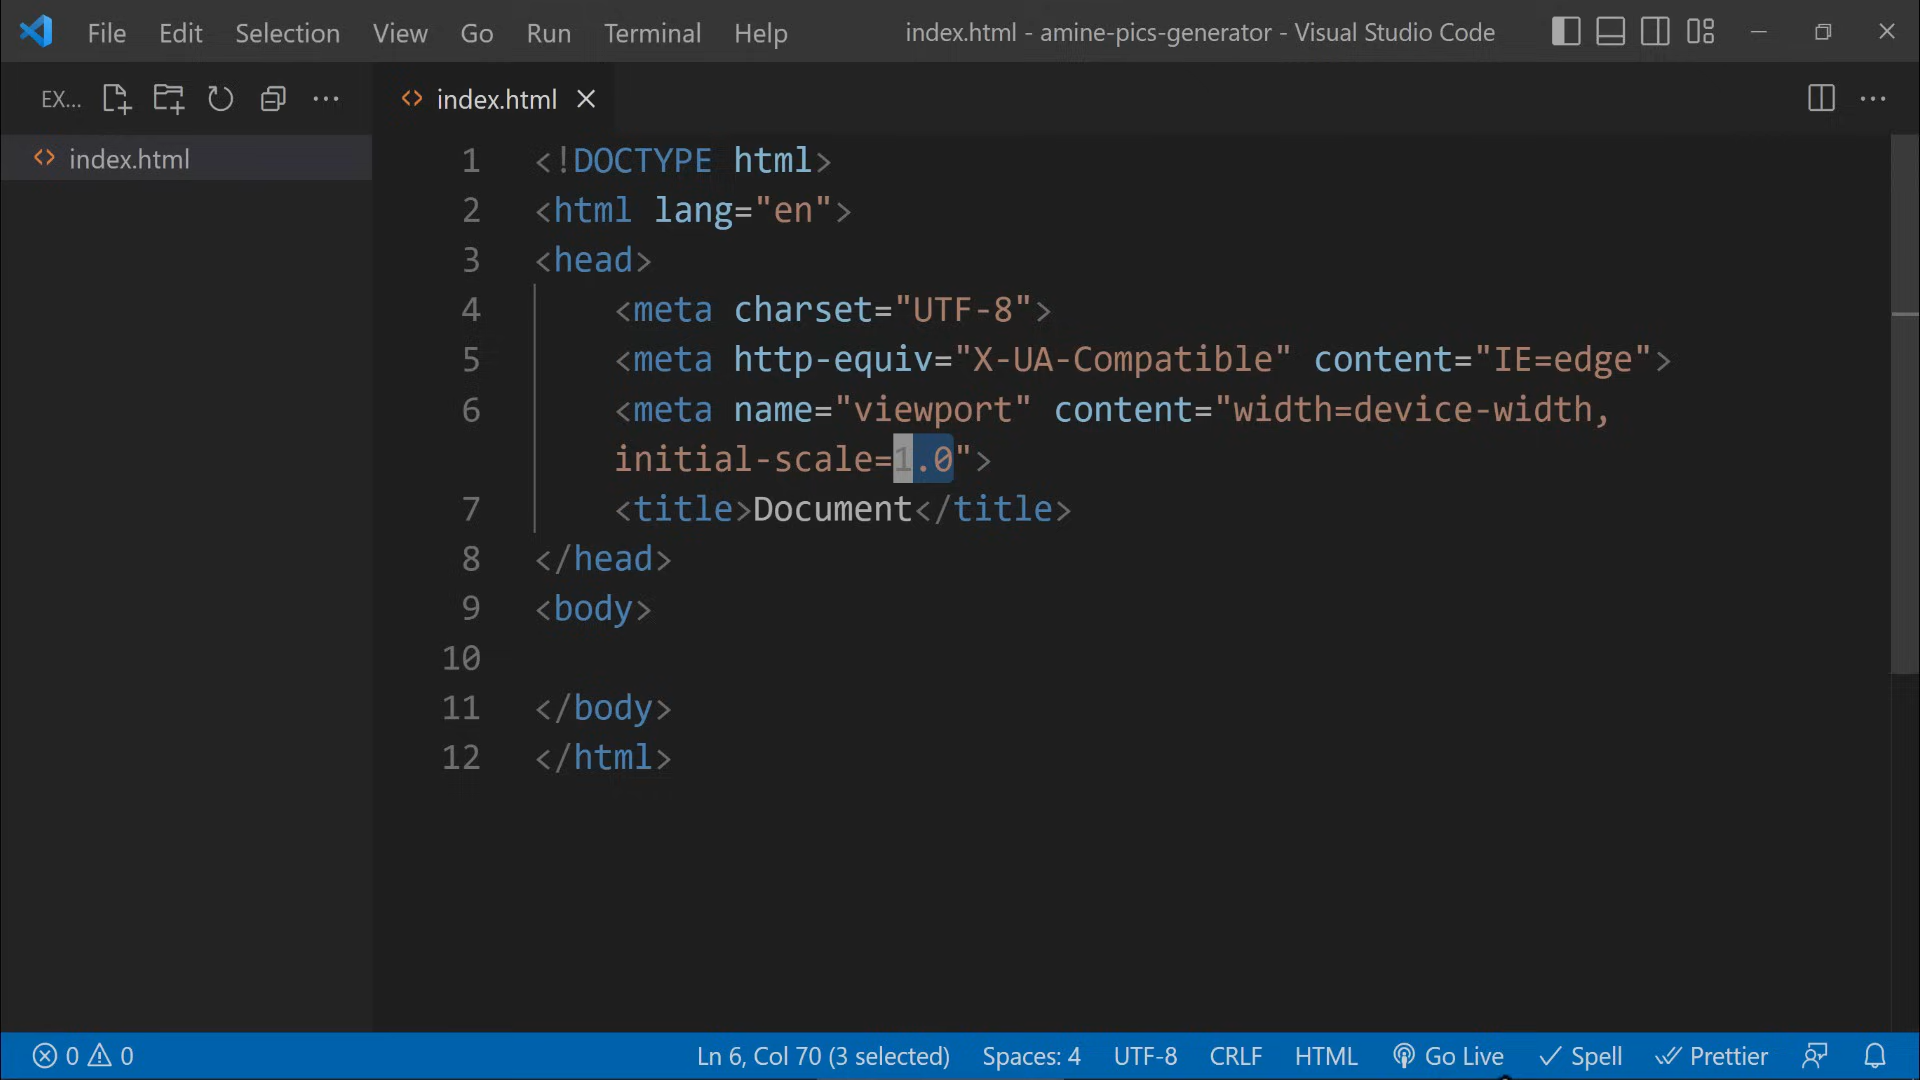 File Edit Selection View Go Run Terminal Help index.html - amine-pics-generator - Visual Studio Code
EX...
index.html
index.html
1 <!DOCTYPE html>
2 <html lang="en">
3 <head>
4 <meta charset="UTF-8">
5 <meta http-equiv="X-UA-Compatible" content="IE=edge">
6 <meta name="viewport" content="width=device-width,
initial-scale=1.0">
7 <title>Document</title>
8 </head>
9 <body>
10
11 </body>
12 </html>
0 0 Ln 6, Col 70 (3 selected) Spaces: 4 UTF-8 CRLF HTML Go Live Spell Prettier